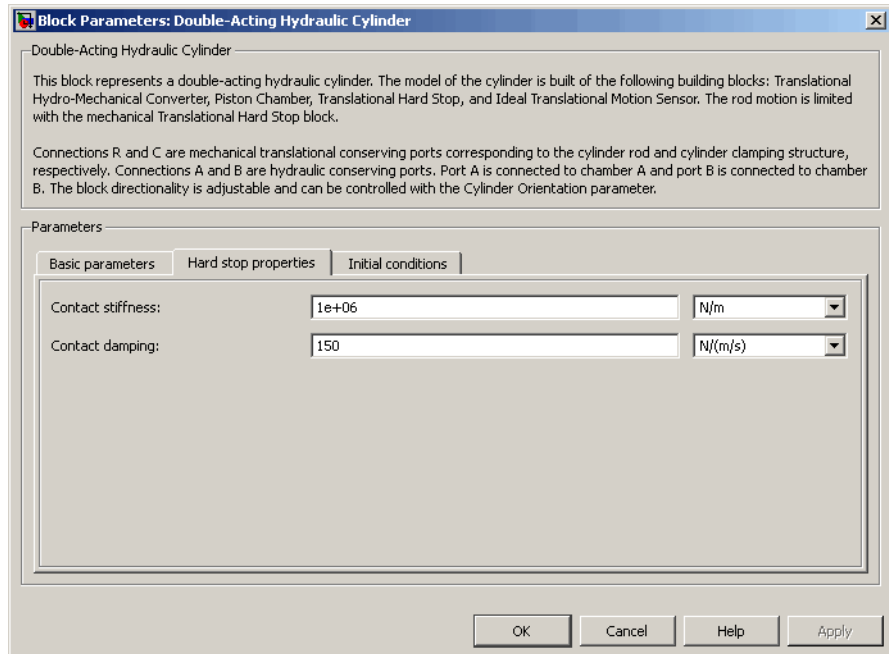 Block Parameters: Double-Acting Hydraulic Cylinder
Double-Acting Hydraulic Cylinder
This block represents a double-acting hydraulic cylinder. The model of the cylinder is built of the following building blocks: Translational
Hydro-Mechanical Converter, Piston Chamber, Translational Hard Stop, and Ideal Translational Motion Sensor. The rod motion is limited
with the mechanical Translational Hard Stop block.
Connections R and C are mechanical translational conserving ports corresponding to the cylinder rod and cylinder clamping structure,
respectively. Connections A and B are hydraulic conserving ports. Port A is connected to chamber A and port B is connected to chamber
B. The block directionality is adjustable and can be controlled with the Cylinder Orientation parameter.
Parameters
Basic parameters Hard stop properties Initial conditions
Contact stiffness: 1e+06 N/m
Contact damping: 150 N/(m/s)
OK Cancel Help Apply